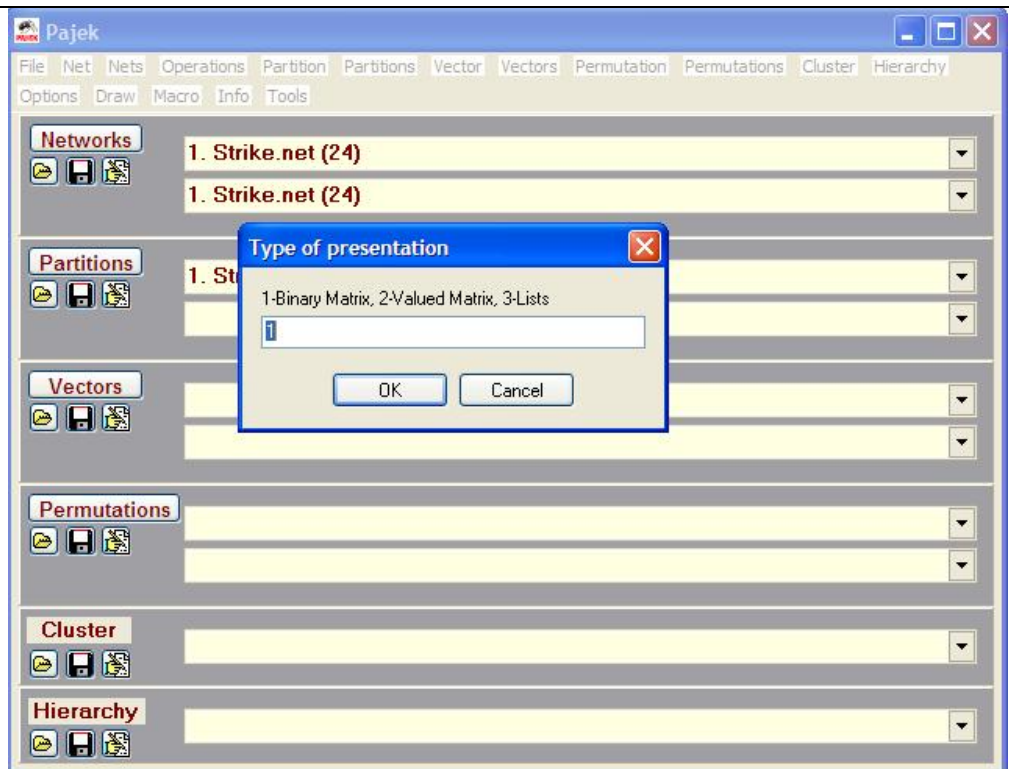 Pajek
File Net Nets Operations Partition Partitions Vector Vectors Permutation Permutations Cluster Hierarchy
Options Draw Macro Info Tools
Networks
1. Strike.net (24)
1. Strike.net (24)
Type of presentation
1-Binary Matrix, 2-Valued Matrix, 3-Lists
1
OK Cancel
Partitions
1. Str
Vectors
Permutations
Cluster
Hierarchy